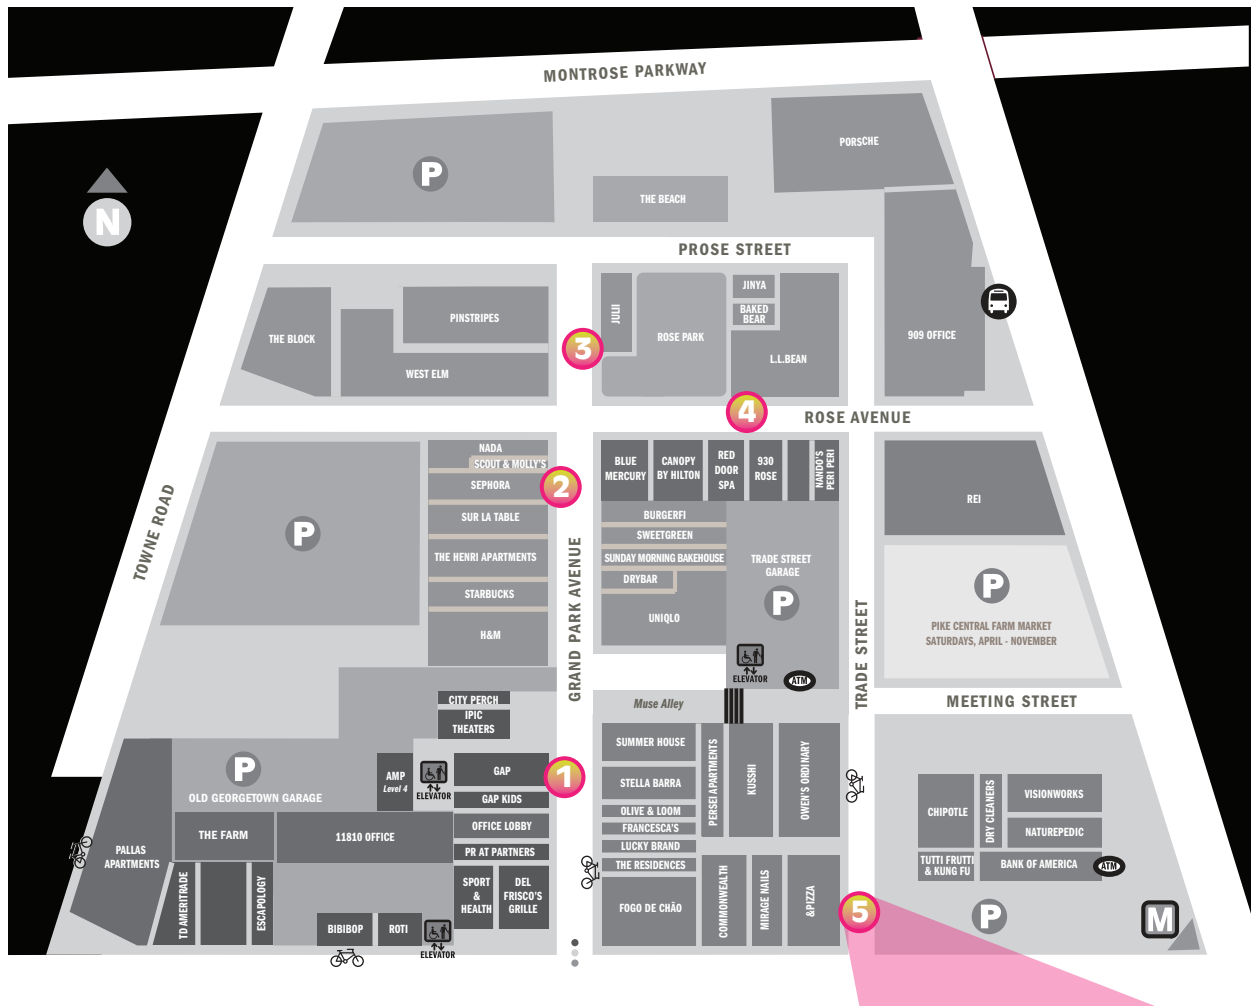 MONTROSE PARKWAY
PORSCHE
P
THE BEACH
N
PROSE STREET
JULII
JINYA
BAKED
BEAR
ROSE PARK
L.L.BEAN
PINSTRIPES
THE BLOCK
WEST ELM
3
909 OFFICE
4
ROSE AVENUE
NADA
SCOUT & MOLLY'S
SEPHORA
2
SUR LA TABLE
THE HENRI APARTMENTS
STARBUCKS
H&M
P
TOWNE ROAD
GRAND PARK AVENUE
BLUE
MERCURY
CANOPY
BY HILTON
RED
DOOR
SPA
930
ROSE
NANDO'S
PERI PERI
BURGERFI
SWEETGREEN
SUNDAY MORNING BAKEHOUSE
DRYBAR
UNIQLO
TRADE STREET
GARAGE
P
ELEVATOR
ATM
TRADE STREET
REI
P
PIKE CENTRAL FARM MARKET
SATURDAYS, APRIL - NOVEMBER
MEETING STREET
Muse Alley
CITY PERCH
IPIC
THEATERS
P
OLD GEORGETOWN GARAGE
AMP
Level 4
ELEVATOR
GAP
1
GAP KIDS
OFFICE LOBBY
PR AT PARTNERS
THE FARM
11810 OFFICE
PALLAS
APARTMENTS
TD AMERITRADE
ESCAPOLOGY
SPORT
&
HEALTH
DEL
FRISCO'S
GRILLE
BIBIBOP
ROTI
ELEVATOR
SUMMER HOUSE
STELLA BARRA
OLIVE & LOOM
FRANCESCA'S
LUCKY BRAND
THE RESIDENCES
FOGO DE CHÃO
PERSEI APARTMENTS
KUSSHI
OWEN'S ORDINARY
COMMONWEALTH
MIRAGE NAILS
&PIZZA
5
CHIPOTLE
DRY CLEANERS
VISIONWORKS
NATUREPEDIC
TUTTI FRUTTI
& KUNG FU
BANK OF AMERICA
ATM
P
M